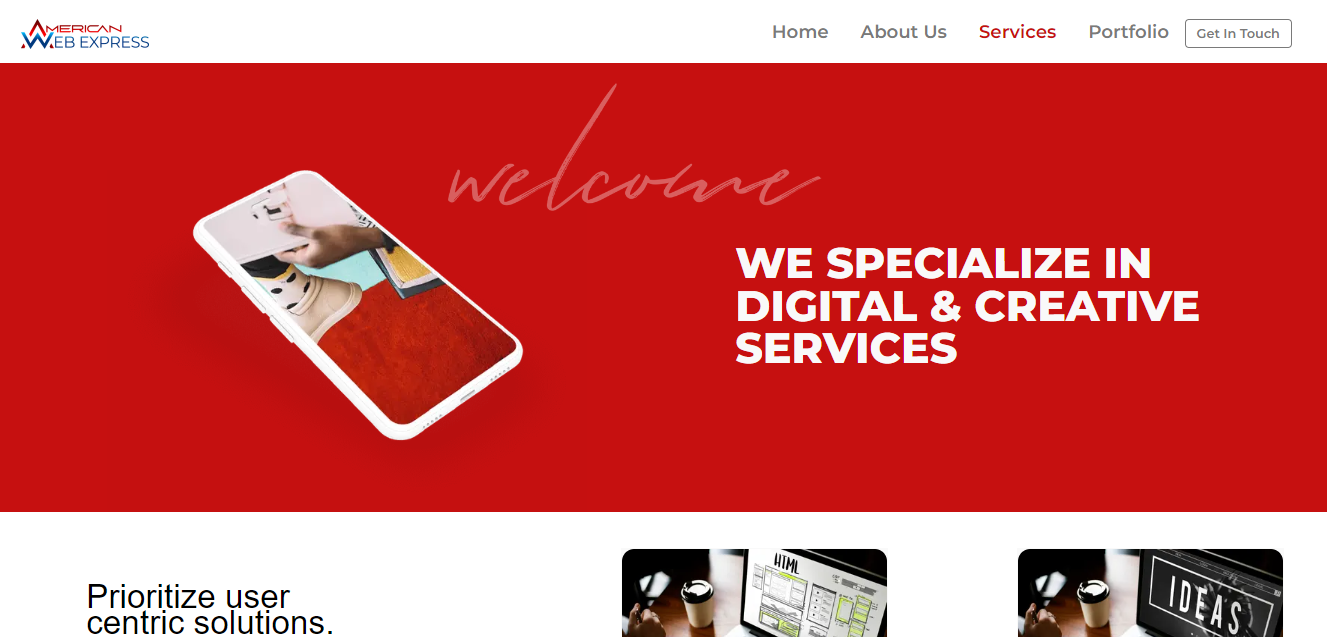 AMERICAN
WEB EXPRESS
Home About Us Services Portfolio Get In Touch
welcome
WE SPECIALIZE IN
DIGITAL & CREATIVE
SERVICES
Prioritize user
centric solutions.
HTML
IDEAS